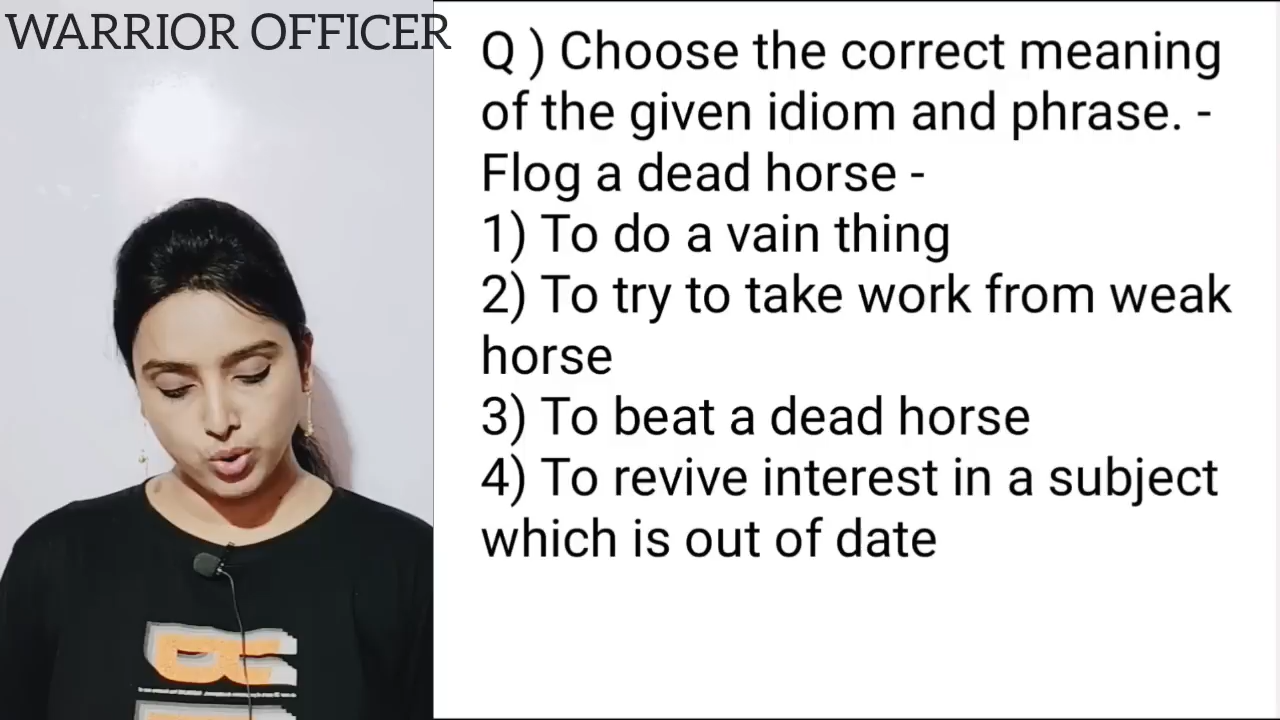 WARRIOR OFFICER
Q ) Choose the correct meaning
of the given idiom and phrase. -
Flog a dead horse -
1) To do a vain thing
2) To try to take work from weak
horse
3) To beat a dead horse
4) To revive interest in a subject
which is out of date